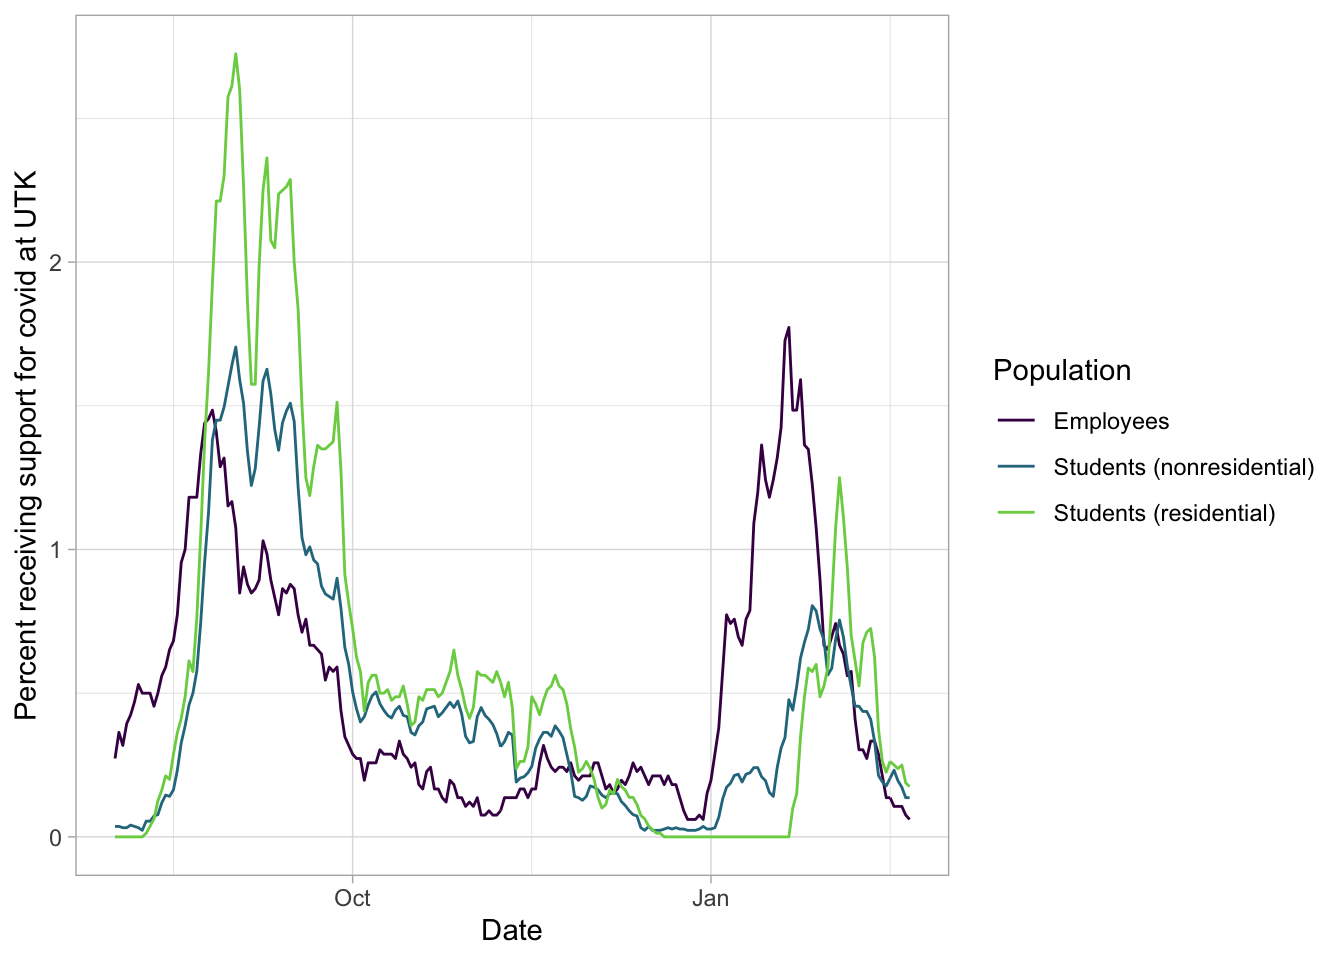 Percent receiving support for covid at UTK
2
1
0
Oct
Jan
Date
Population
Employees
Students (nonresidential)
Students (residential)